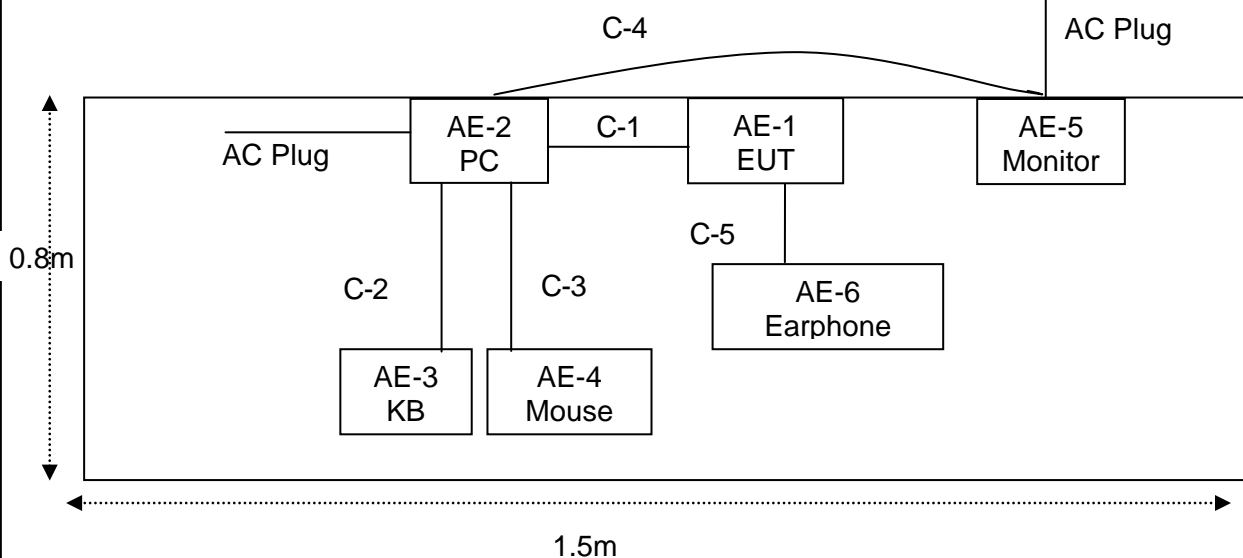 C-4
AC Plug
AE-2
PC
C-1
AE-1
EUT
AE-5
Monitor
AC Plug
C-5
0.8m
C-2
C-3
AE-6
Earphone
AE-3
KB
AE-4
Mouse
1.5m